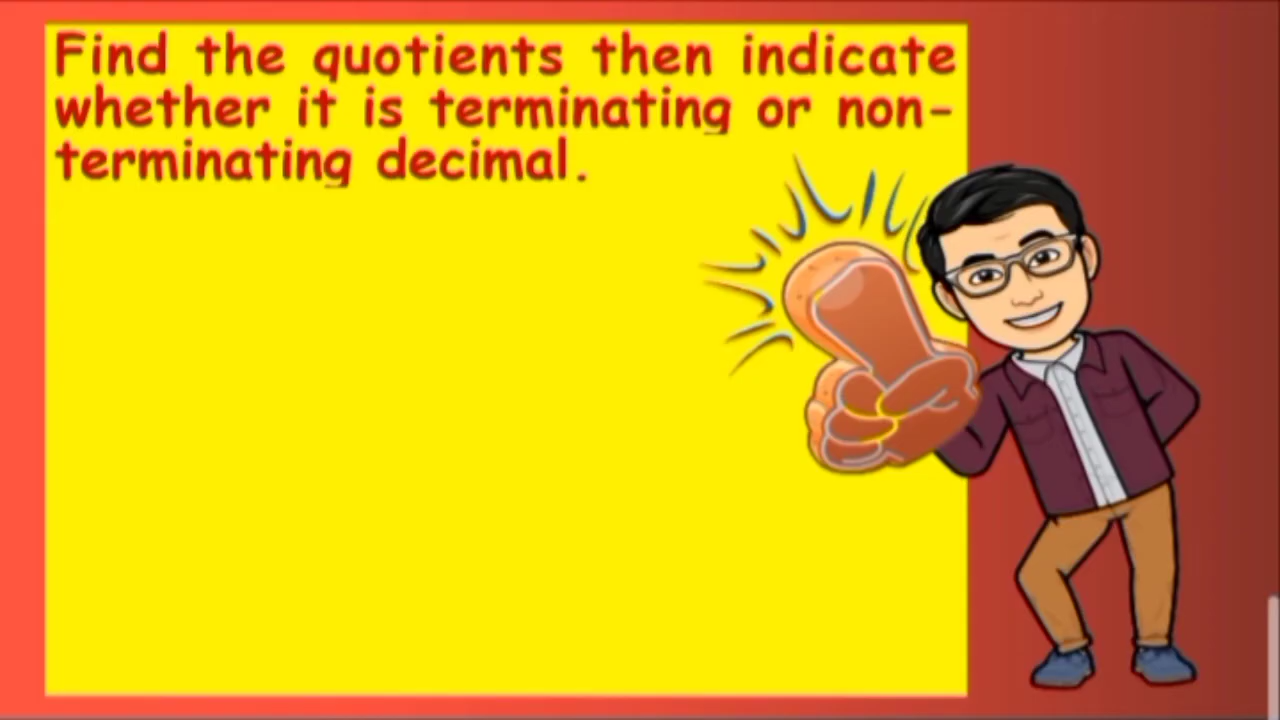 Find the quotients then indicate
whether it is terminating or non-
terminating decimal.